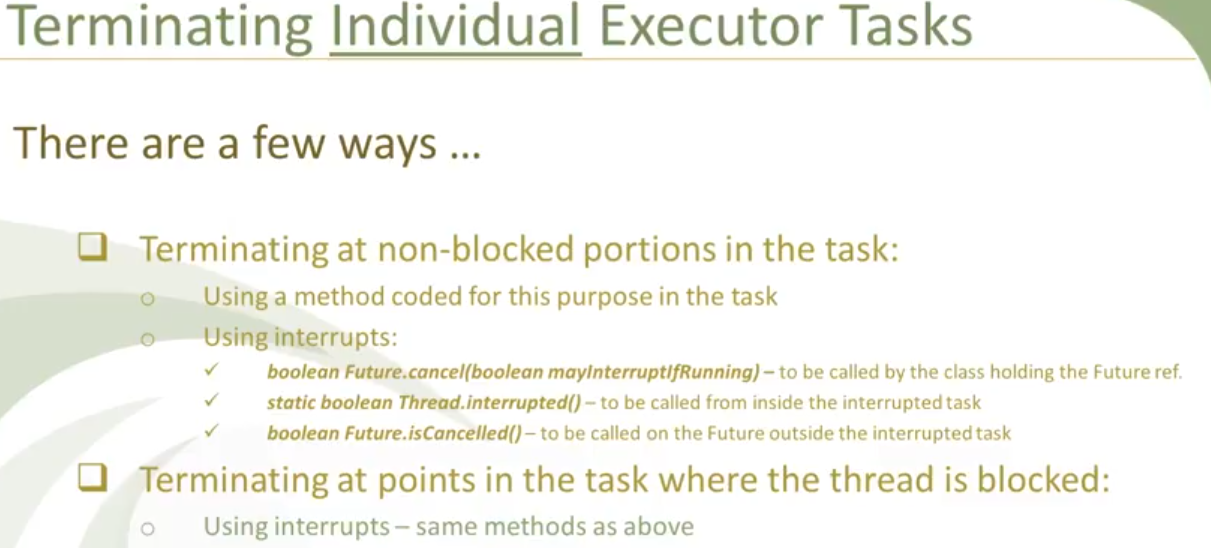 Terminating Individual Executor Tasks
There are a few ways ...
Terminating at non-blocked portions in the task:
Using a method coded for this purpose in the task
Using interrupts:
boolean Future.cancel(boolean mayInterruptIfRunning) – to be called by the class holding the Future ref.
static boolean Thread.interrupted() – to be called from inside the interrupted task
boolean Future.isCancelled() – to be called on the Future outside the interrupted task
Terminating at points in the task where the thread is blocked:
Using interrupts – same methods as above